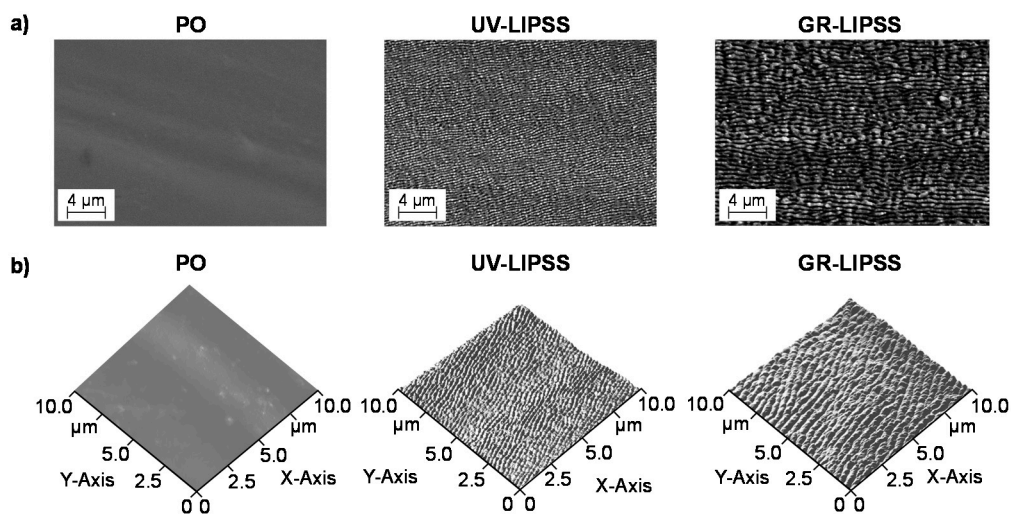 a)
PO
UV-LIPSS
GR-LIPSS
4 µm
4 µm
4 µm
b)
PO
UV-LIPSS
GR-LIPSS
10.0
10.0
10.0
10.0
10.0
10.0
µm
µm
µm
µm
µm
µm
5.0
5.0
5.0
5.0
5.0
5.0
Y-Axis
2.5
2.5
X-Axis
Y-Axis
2.5
2.5
X-Axis
Y-Axis
2.5
2.5
X-Axis
0 0
0 0
0 0